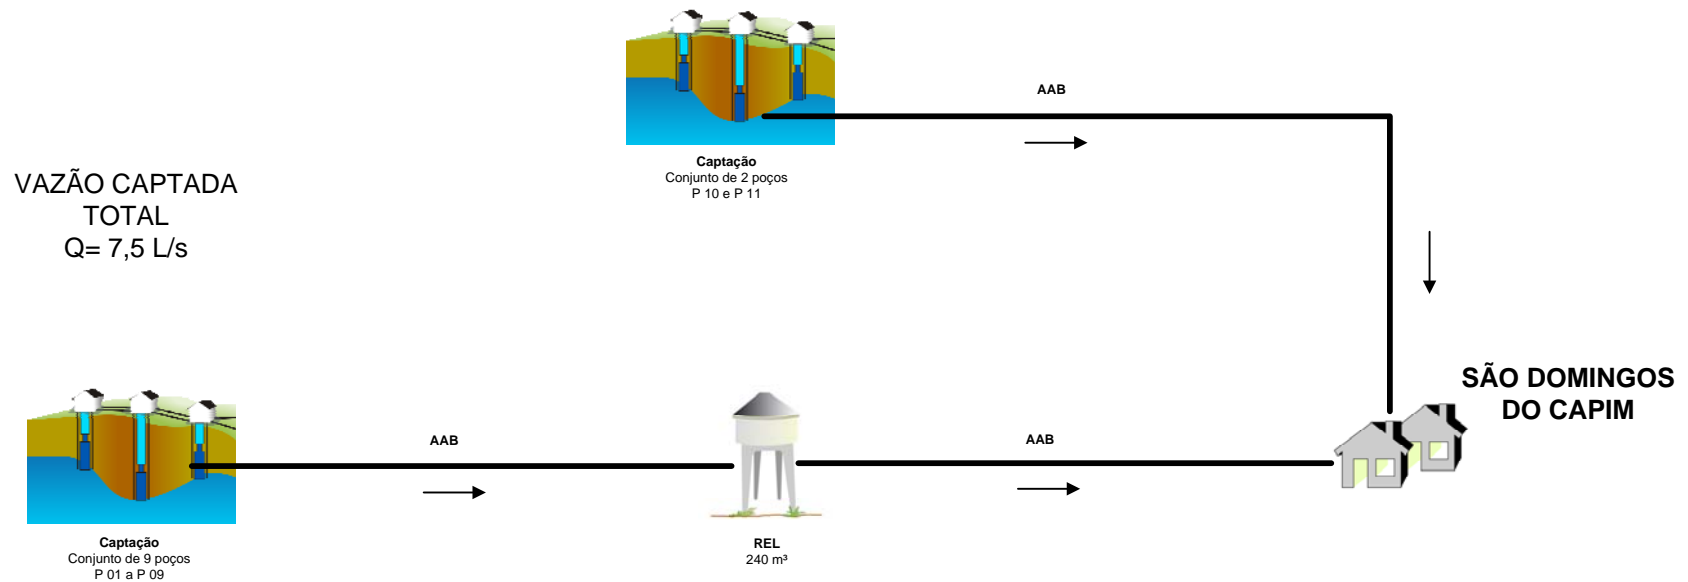 AAB
Captação
Conjunto de 2 poços
P 10 e P 11
VAZÃO CAPTADA
TOTAL
Q= 7,5 L/s
SÃO DOMINGOS
DO CAPIM
AAB
AAB
Captação
Conjunto de 9 poços
P 01 a P 09
REL
240 m³